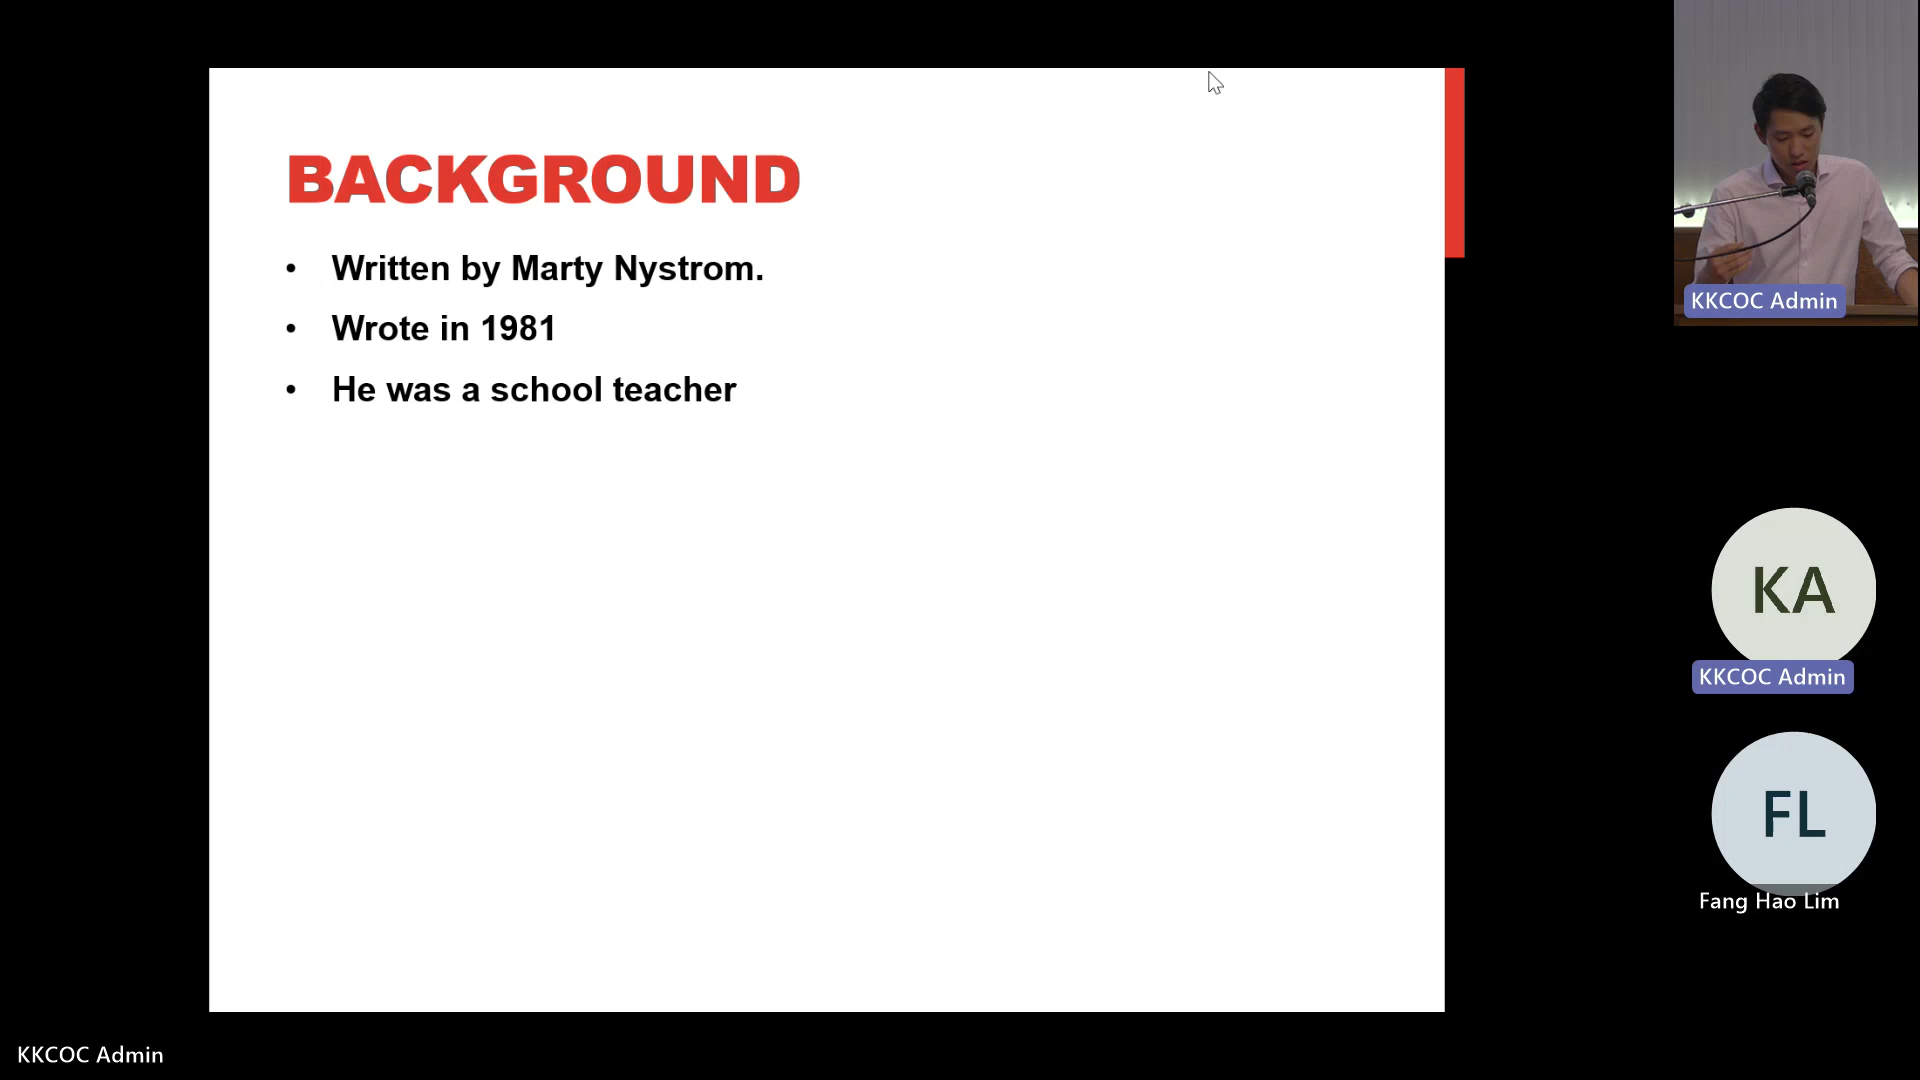 BACKGROUND
• Written by Marty Nystrom.
• Wrote in 1981
• He was a school teacher
KKCOC Admin
KA
KKCOC Admin
FL
Fang Hao Lim
KKCOC Admin